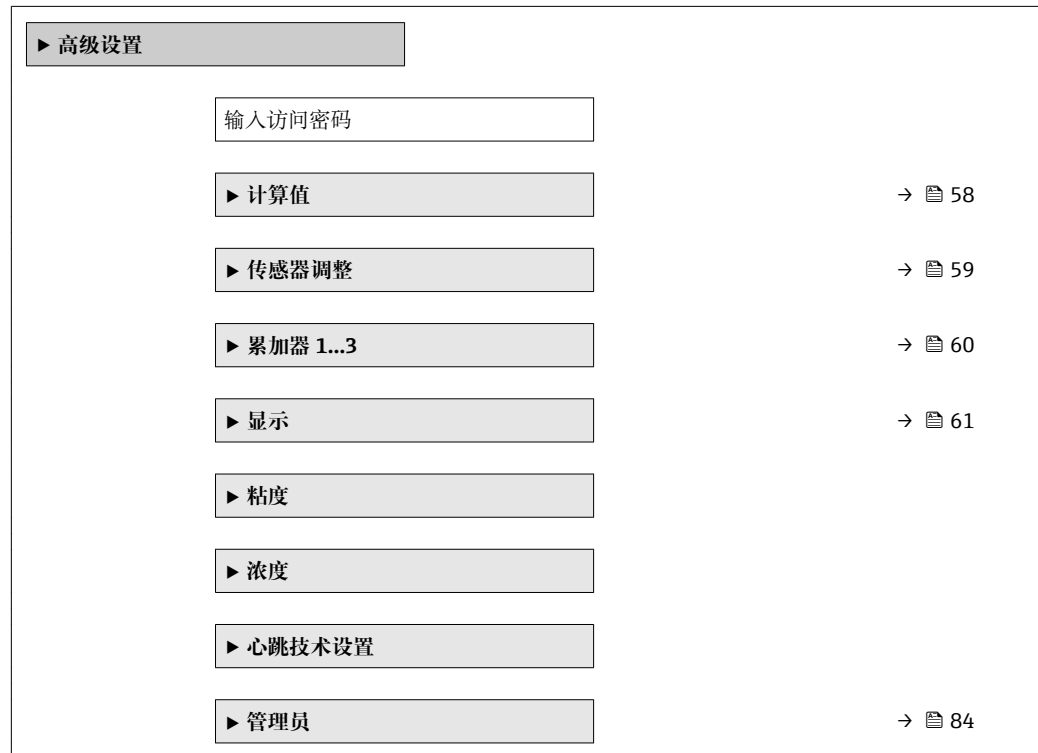 ▶ 高级设置
输入访问密码
▶ 计算值 → 58
▶ 传感器调整 → 59
▶ 累加器 1...3 → 60
▶ 显示 → 61
▶ 粘度
▶ 浓度
▶ 心跳技术设置
▶ 管理员 → 84